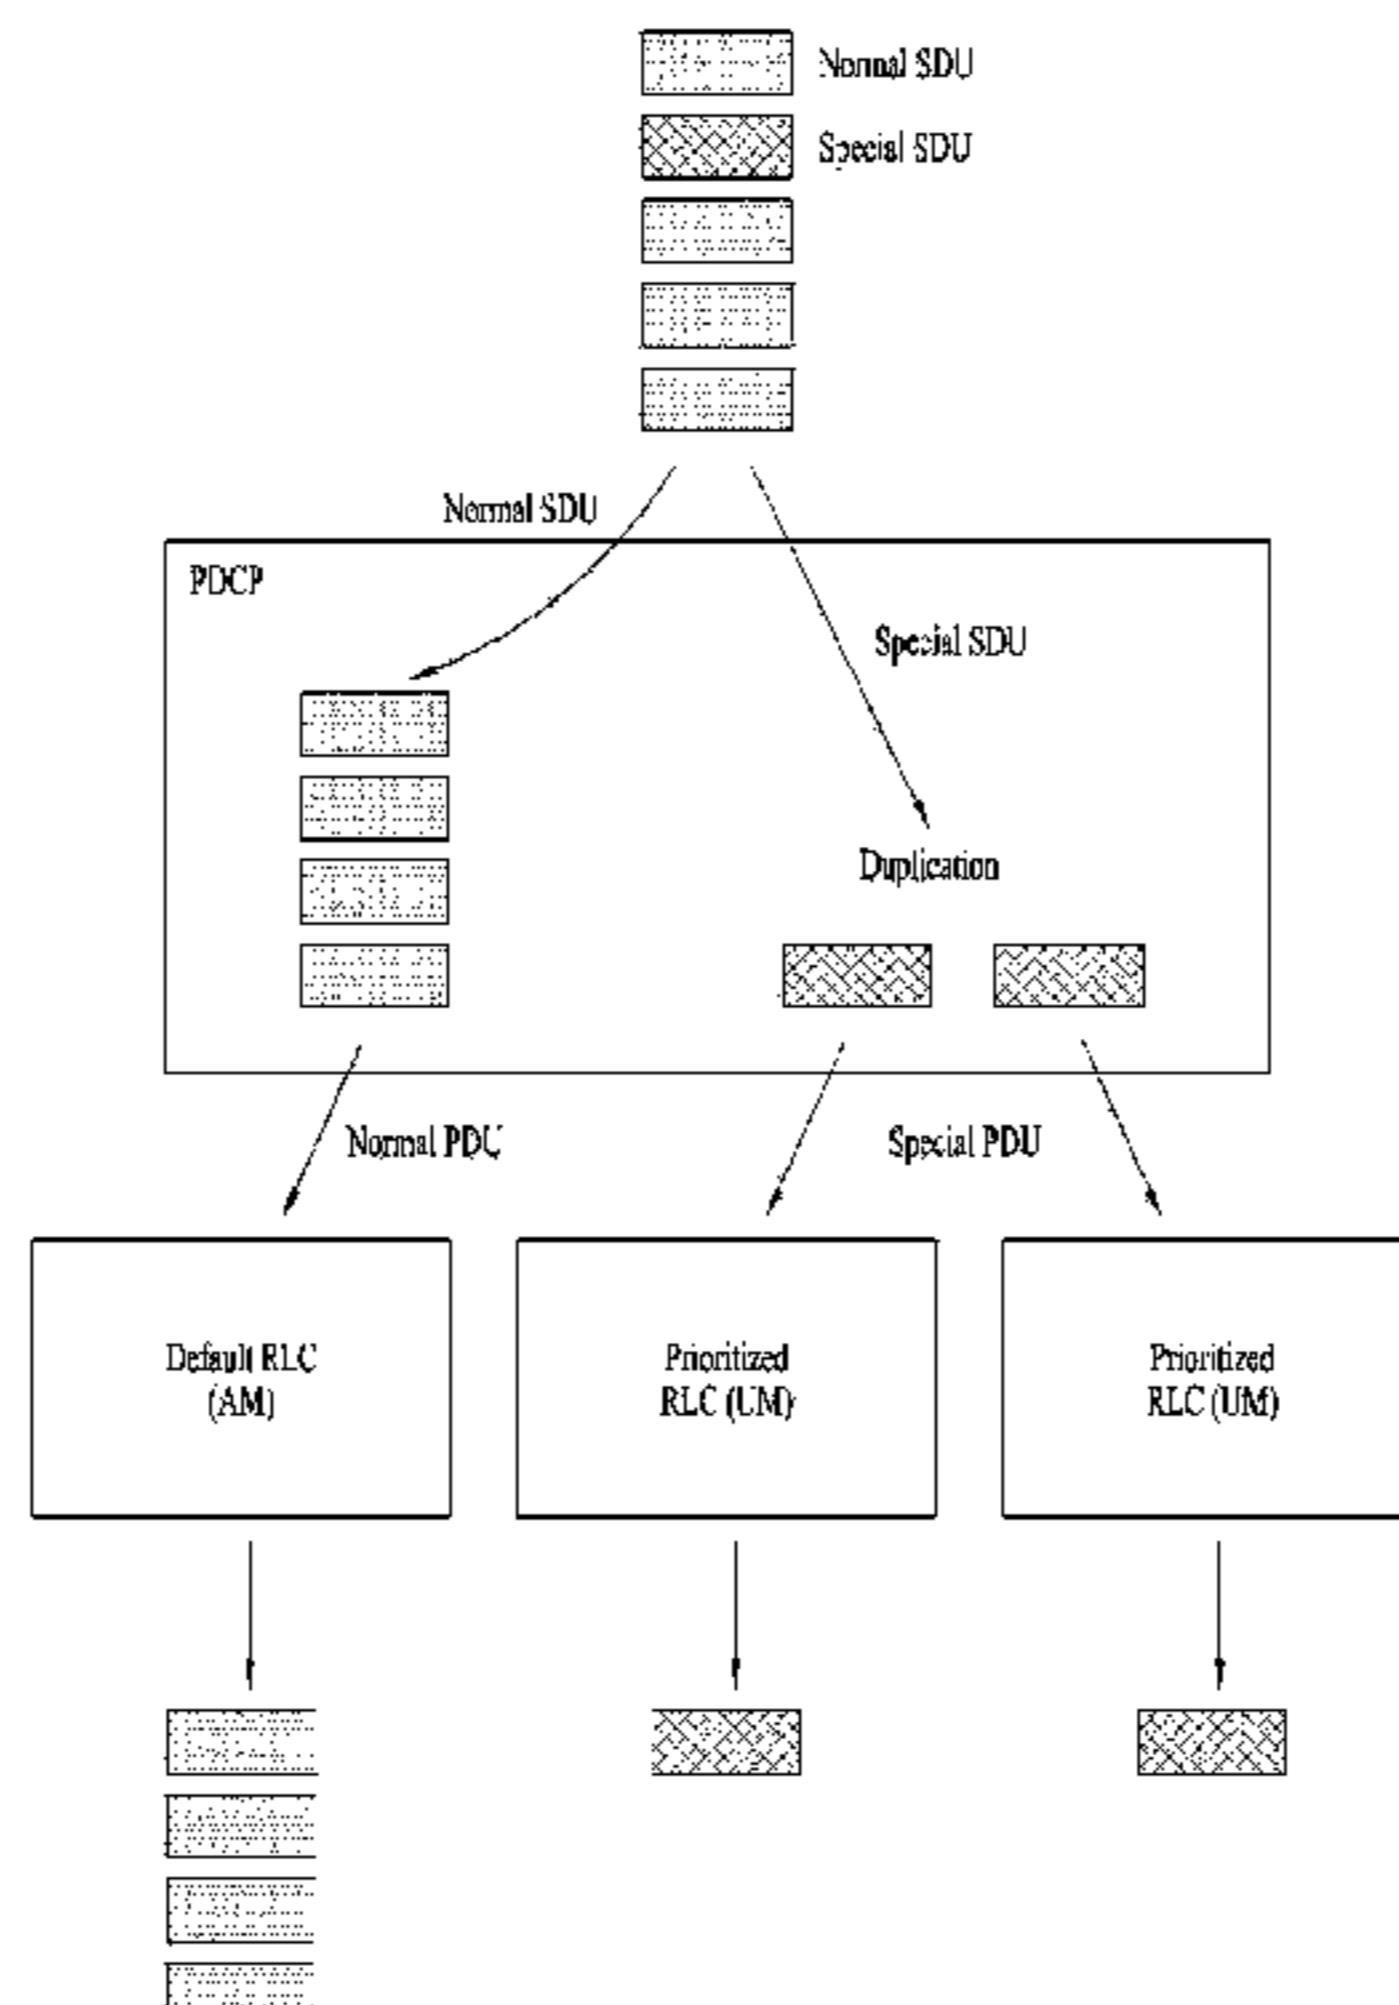 Normal SDU
Special SDU
Normal SDU
PDCP
Special SDU
Duplication
Normal PDU
Special PDU
Default RLC
(AM)
Prioritized
RLC (UM)
Prioritized
RLC (UM)